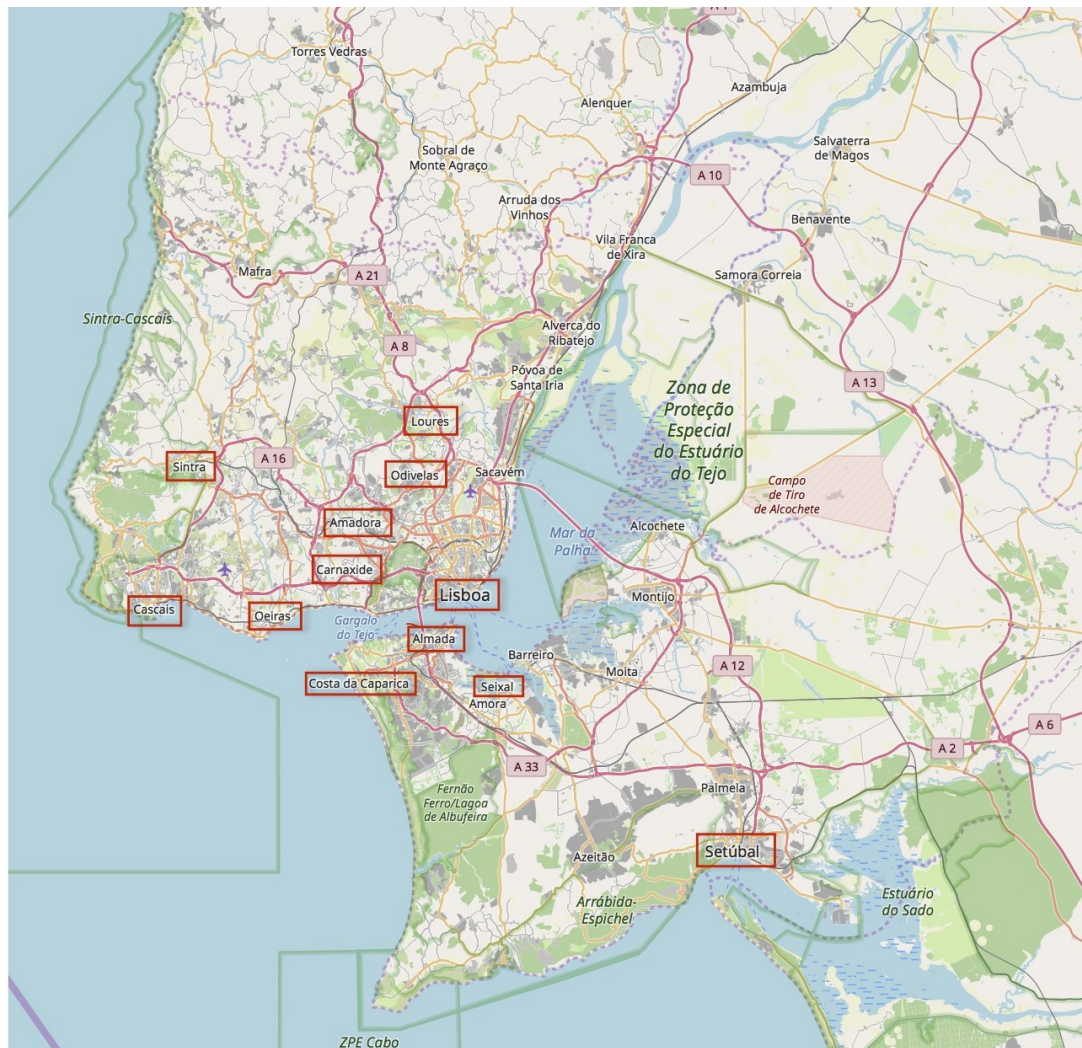 A 1
Torres Vedras
Azambuja
Alenquer
Salvaterra
de Magos
Sobral de
Monte Agraço
A 10
Arruda dos
Vinhos
Benavente
Vila Franca
de Xira
Mafra
A 21
Samora Correia
Sintra-Cascais
Alverca do
Ribatejo
A 8
Póvoa de
Santa Iria
A 13
Zona de
Proteção
Especial
do Estuário
do Tejo
Loures
Sintra
A 16
Odivelas
Sacavém
Campo
de Tiro
de Alcochete
Amadora
Alcochete
Mar da
Palha
Carnaxide
Lisboa
Montijo
Cascais
Oeiras
Gargalo
do Tejo
Almada
Barreiro
Moita
A 12
Costa da Caparica
Seixal
Amora
A 6
A 2
A 33
Fernão
Ferro/Lagoa
de Albufeira
Palmela
Setúbal
Azeitão
Arrábida-
Espichel
Estuário
do Sado
ZPE Cabo